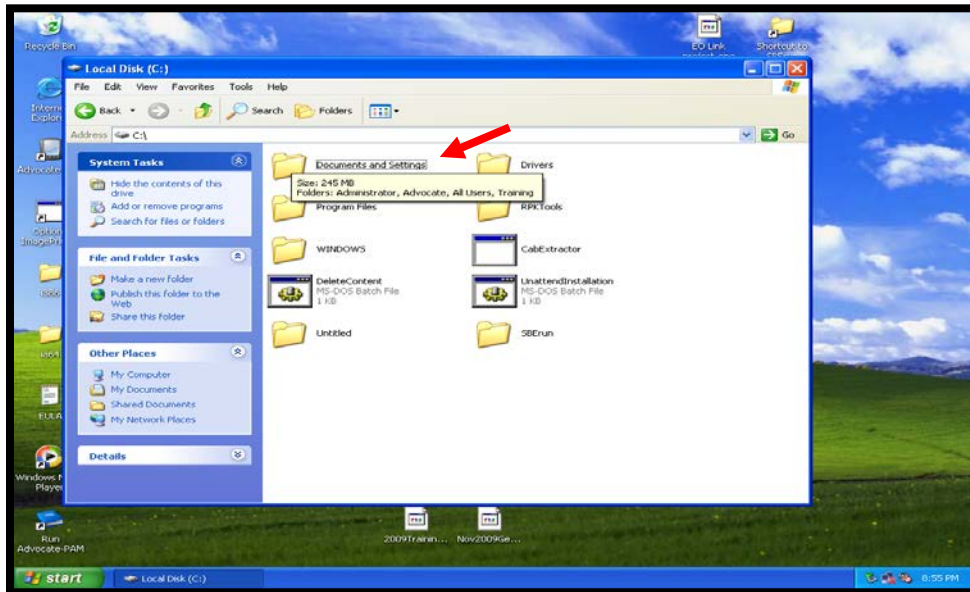 Recycle Bin
EO Link
Shortcut to
Local Disk (C:)
File Edit View Favorites Tools Help
Back Search Folders
Address C:\ Go
System Tasks
Hide the contents of this
drive
Add or remove programs
Search for files or folders
File and Folder Tasks
Make a new folder
Publish this folder to the
Web
Share this folder
Other Places
My Computer
My Documents
Shared Documents
My Network Places
Details
Documents and Settings
Drivers
Size: 245 MB
Folders: Administrator, Advocate, All Users, Training
Program Files
RPKTools
WINDOWS
CabExtractor
DeleteContent
MS-DOS Batch File
1 KB
UnattendInstallation
MS-DOS Batch File
1 KB
Untitled
SBErun
Intern
Explor
Advocate
EULA
Windows
Player
Run
Advocate-PAM
2009Trainin...
Nov2009Ge...
start
Local Disk (C:)
8:55 PM